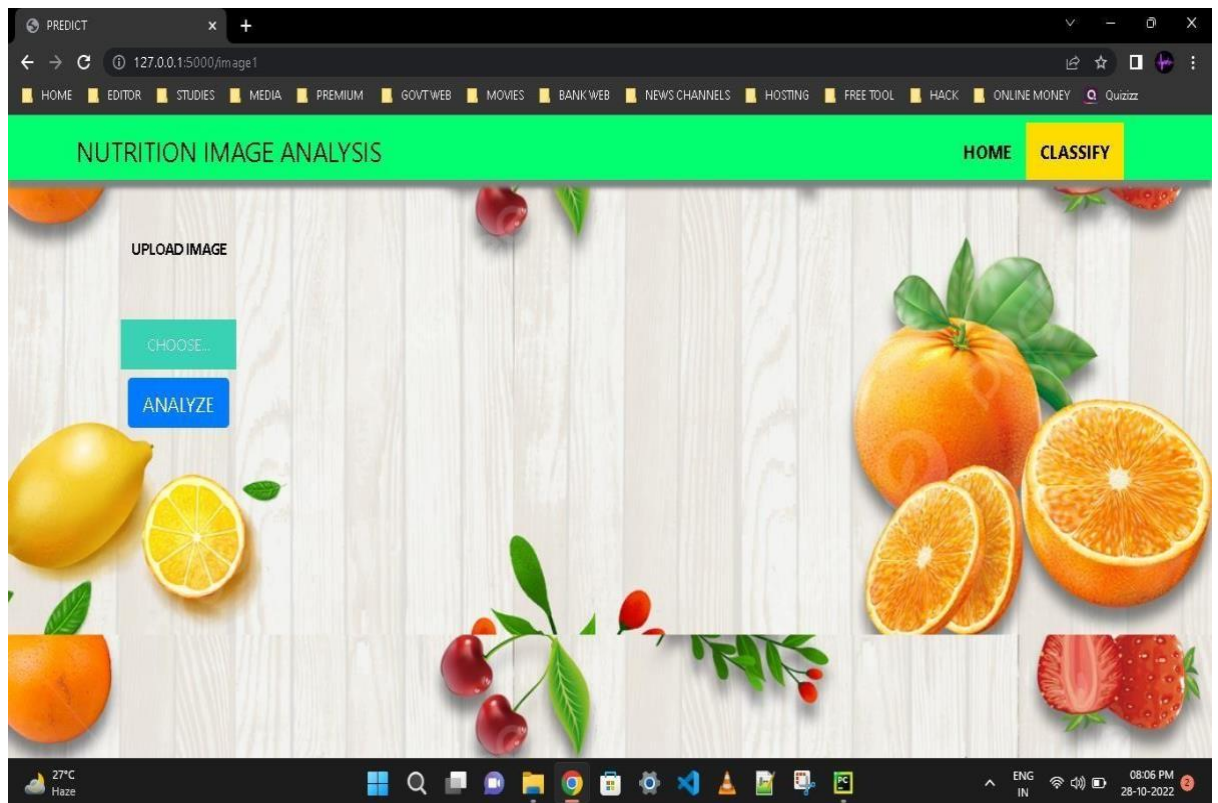 PREDICT
127.0.0.1:5000/image1
HOME EDITOR STUDIES MEDIA PREMIUM GOVT WEB MOVIES BANK WEB NEWS CHANNELS HOSTING FREE TOOL HACK ONLINE MONEY Quizizz
NUTRITION IMAGE ANALYSIS HOME CLASSIFY
UPLOAD IMAGE
CHOOSE...
ANALYZE
27°C
Haze
ENG
IN
08:06 PM
28-10-2022
2